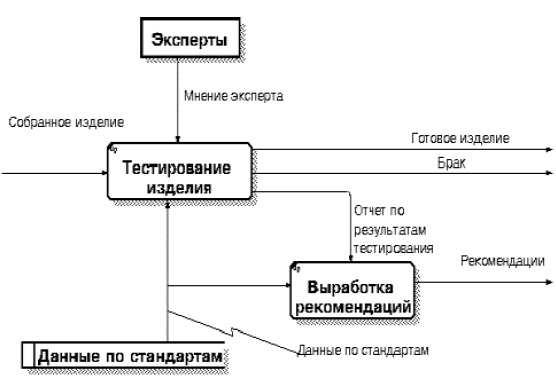 Эксперты
Мнение эксперта
Собранное изделие
Готовое изделие
Тестирование
изделия
Брак
Отчет по
результатам
тестирования
Рекомендации
Выработка
рекомендаций
Данные по стандартам
Данные по стандартам